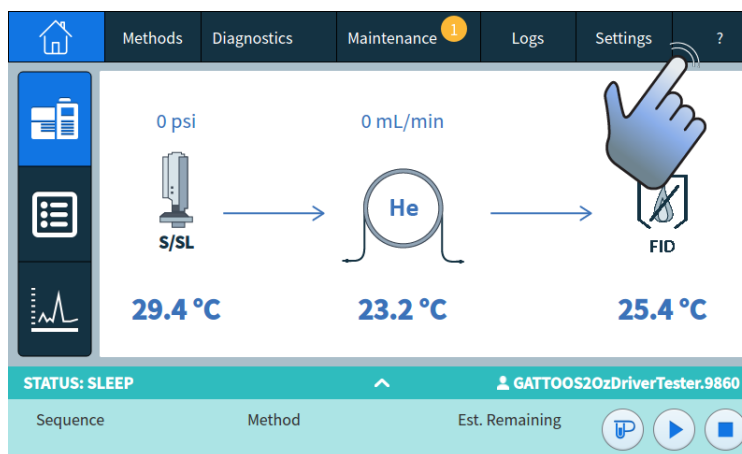 Methods Diagnostics Maintenance 1 Logs Settings ?
0 psi 0 mL/min
He
S/SL FID
29.4 °C 23.2 °C 25.4 °C
STATUS: SLEEP GATTOOS2OzDriverTester.9860
Sequence Method Est. Remaining